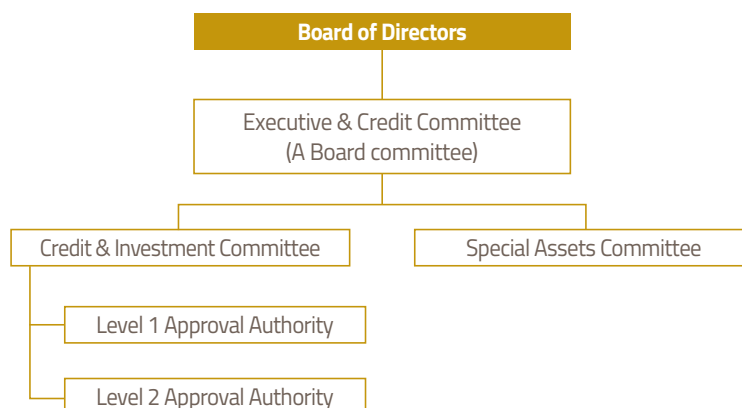 Board of Directors
Executive & Credit Committee
(A Board committee)
Credit & Investment Committee
Special Assets Committee
Level 1 Approval Authority
Level 2 Approval Authority